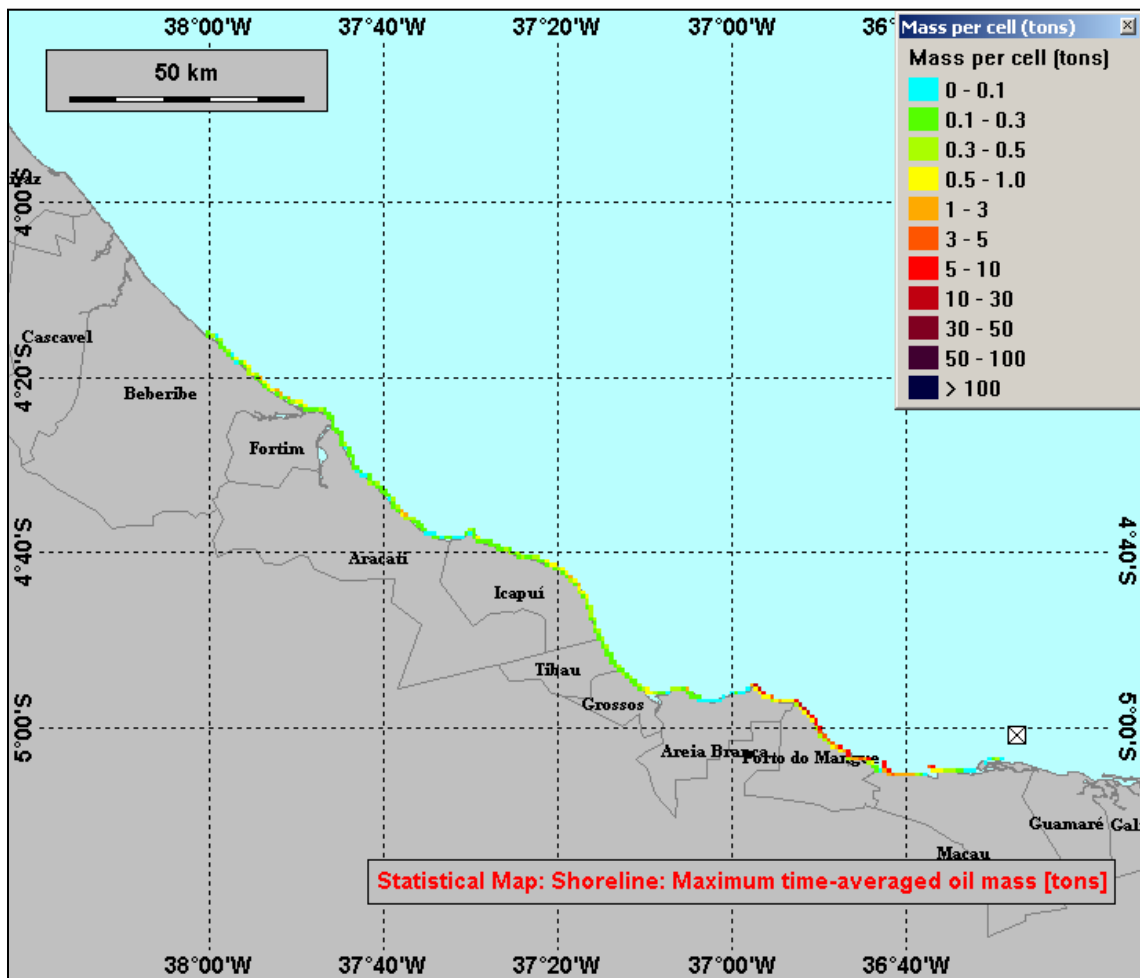 38°00'W 37°40'W 37°20'W 37°00'W
Mass per cell (tons)
Mass per cell (tons)
0 - 0.1
0.1 - 0.3
0.3 - 0.5
0.5 - 1.0
1 - 3
3 - 5
5 - 10
10 - 30
30 - 50
50 - 100
> 100
50 km
4°00'S
Cascavel
Beberibe
4°20'S
Fortim
4°40'S
4°40'S
Aracati
Icapuí
Tibau
Grossos
5°00'S
5°00'S
Areia Branca
Porto do Mangue
Guamaré
Macau
Statistical Map: Shoreline: Maximum time-averaged oil mass [tons]
38°00'W 37°40'W 37°20'W 37°00'W 36°40'W